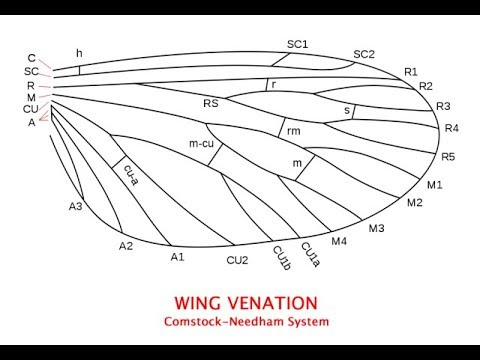 C
SC
R
M
CU
A
h
SC1
SC2
R1
R2
R3
R4
R5
M1
M2
M3
M4
CU1a
CU1b
CU2
A1
A2
A3
RS
r
s
rm
m-cu
m
cu-a
WING VENATION
Comstock-Needham System